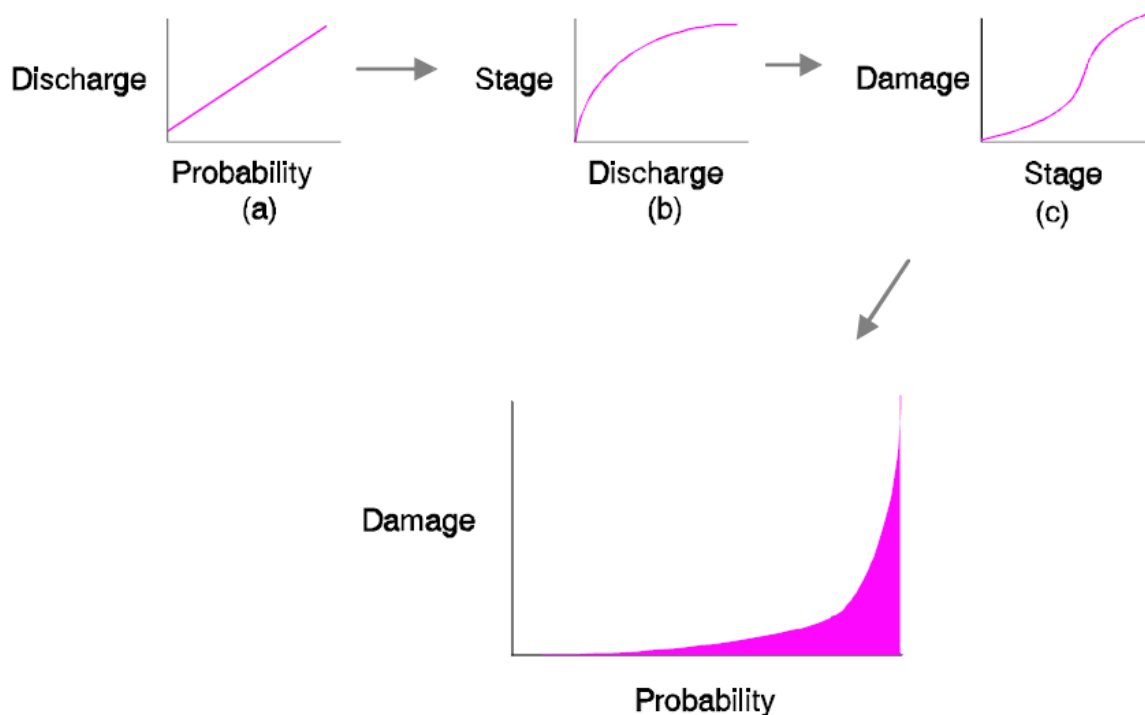 Discharge
Probability
(a)
Stage
Discharge
(b)
Damage
Stage
(c)
Damage
Probability